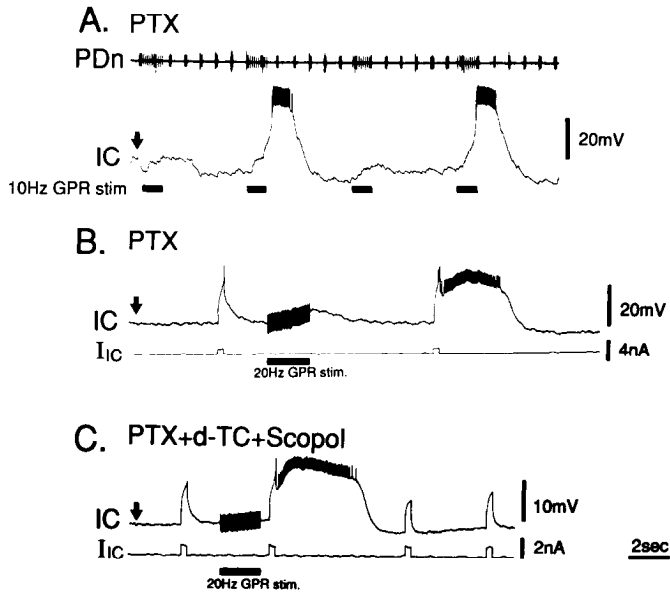 A. PTX
PDn
20mV
IC
10Hz GPR stim
B. PTX
IC
20mV
IIC
4nA
20Hz GPR stim.
C. PTX+d-TC+Scopol
10mV
IC
IIC
2nA
2sec
20Hz GPR stim.